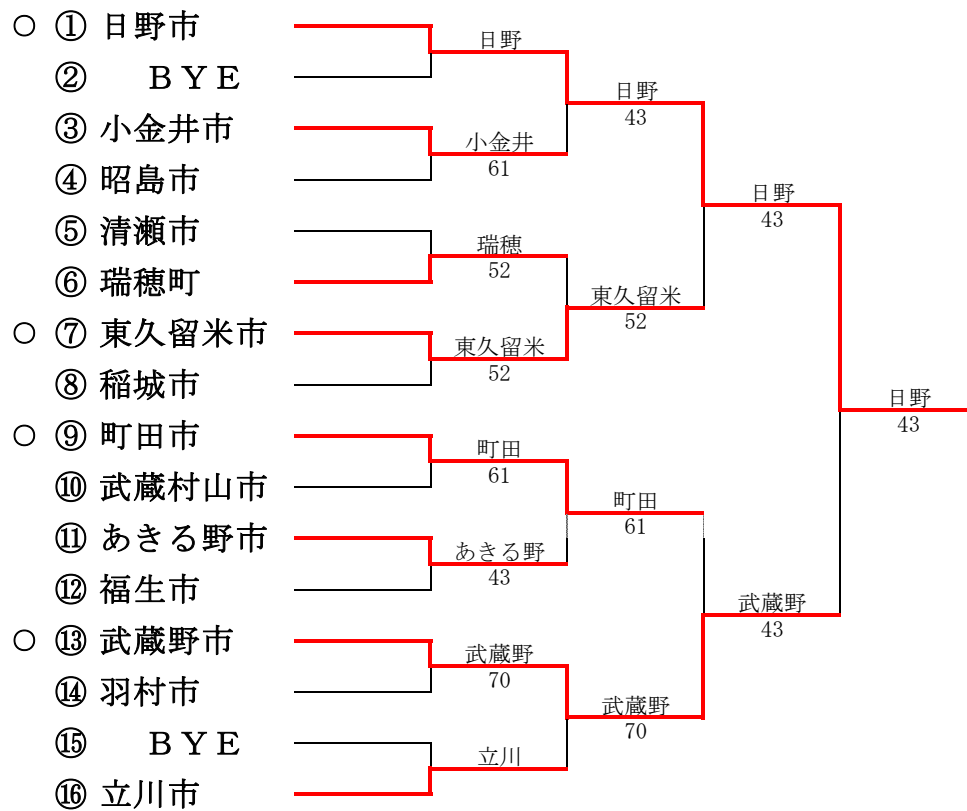 ○ ① 日野市
② BYE
③ 小金井市
④ 昭島市
⑤ 清瀬市
⑥ 瑞穂町
○ ⑦ 東久留米市
⑧ 稲城市
○ ⑨ 町田市
⑩ 武蔵村山市
⑪ あきる野市
⑫ 福生市
○ ⑬ 武蔵野市
⑭ 羽村市
⑮ BYE
⑯ 立川市
日野
小金井
61
瑞穂
52
東久留米
52
町田
61
あきる野
43
武蔵野
70
立川
日野
43
東久留米
52
町田
61
武蔵野
70
日野
43
武蔵野
43
日野
43